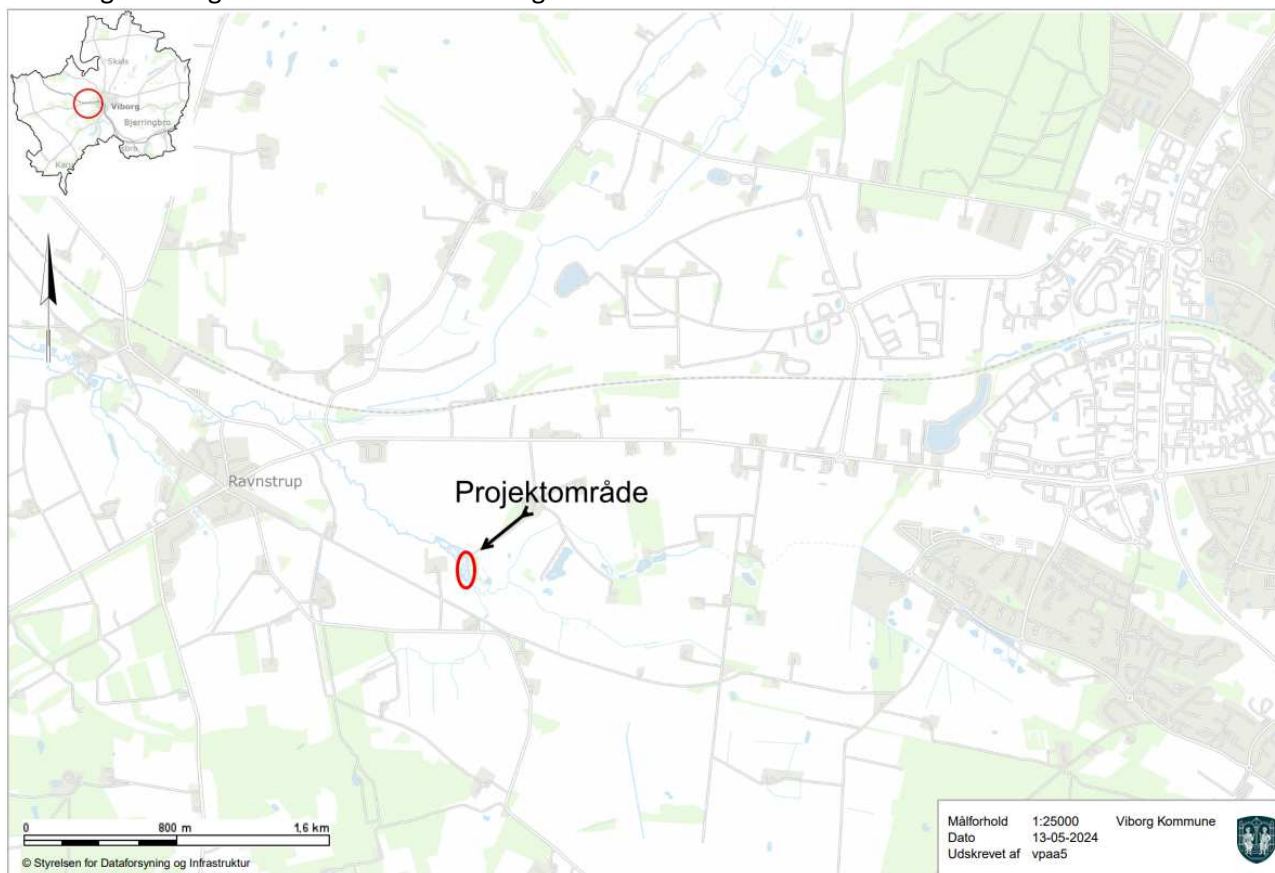 Skals
Viborg
Bjerringbro
Ravnstrup
Projektområde
0 800 m 1,6 km
© Styrelsen for Dataforsyning og Infrastruktur
Målforhold 1:25000 Viborg Kommune
Dato 13-05-2024
Udskrevet af vpaa5